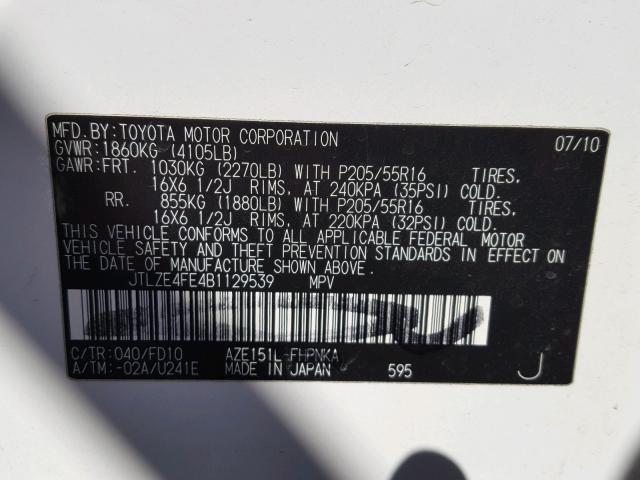 MFD.BY:TOYOTA MOTOR CORPORATION 07/10
GVWR:1860KG (4105LB)
GAWR:FRT. 1030KG (2270LB) WITH P205/55R16 TIRES,
16X6 1/2J RIMS, AT 240KPA (35PSI) COLD.
RR. 855KG (1880LB) WITH P205/55R16 TIRES,
16X6 1/2J RIMS, AT 220KPA (32PSI) COLD.
THIS VEHICLE CONFORMS TO ALL APPLICABLE FEDERAL MOTOR
VEHICLE SAFETY AND THEFT PREVENTION STANDARDS IN EFFECT ON
THE DATE OF MANUFACTURE SHOWN ABOVE.
JTLZE4FE4B1129539 MPV
C/TR:040/FD10 AZE151L-FHPNKA
A/TM:-02A/U241E MADE IN JAPAN 595 J